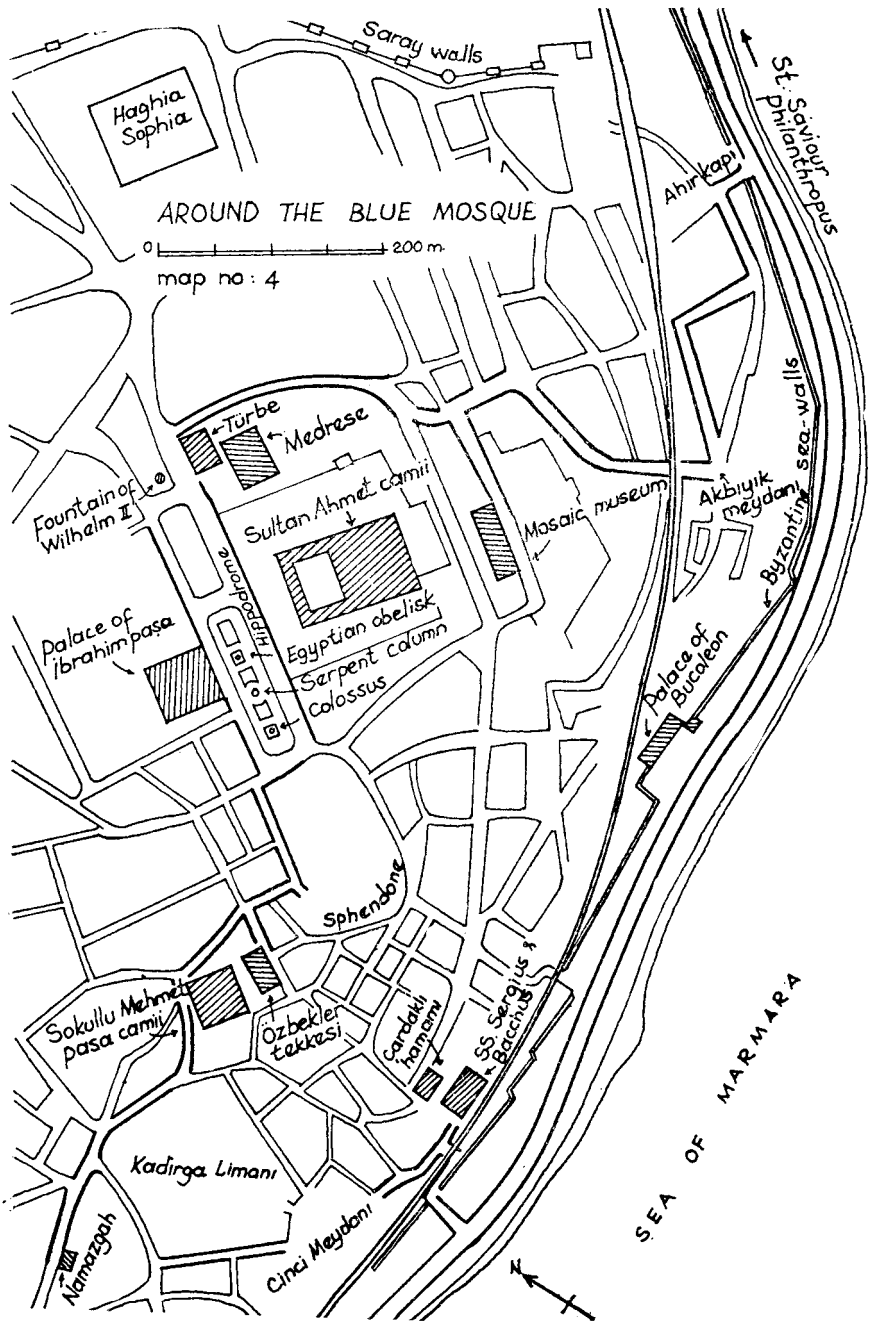 Saray walls
Haghia
Sophia
St. Saviour
philanthropus
Ahırkapı
AROUND THE BLUE MOSQUE
0 200 m.
map no: 4
Türbe
Medrese
Fountain of
Wilhelm II
Sultan Ahmet camii
Mosaic museum
Akbıyık
meydanı
Byzantine sea-walls
Hippodrome
Egyptian obelisk
Serpent column
Colossus
Palace of
Ibrahim paşa
Palace of
Bucoleon
Sphendone
Sokullu Mehmet
paşa camii
Özbekler
tekkesi
Çardaklı
hamamı
SS. Sergius &
Bacchus
SEA OF MARMARA
Kadırga Limanı
Cinci Meydanı
Namazgah
N